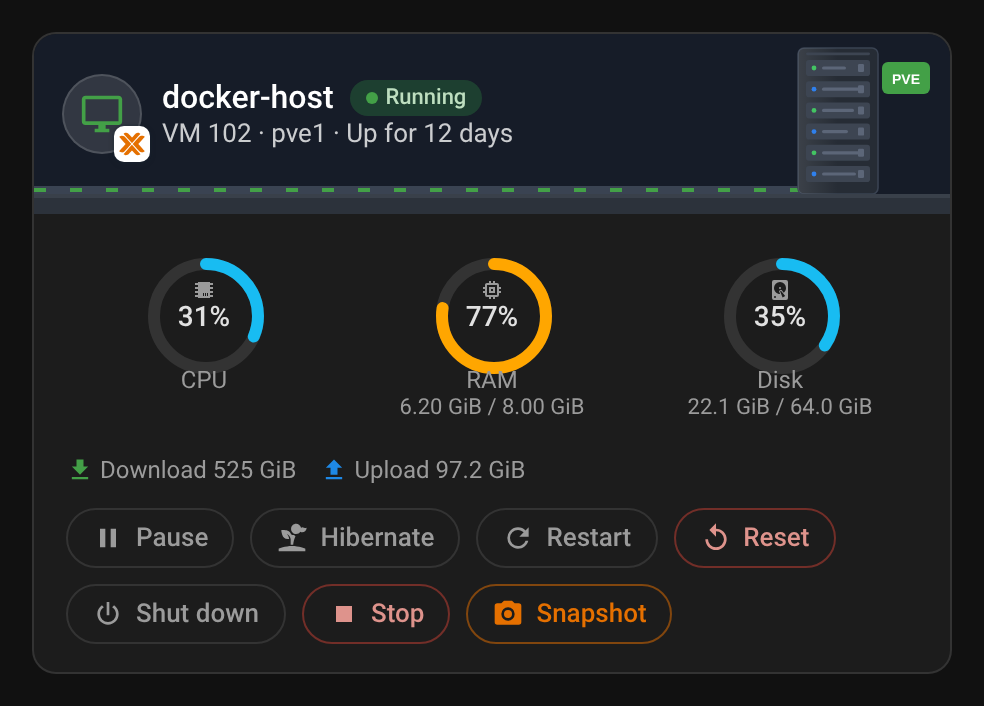 docker-host
Running
VM 102 · pve1 · Up for 12 days
PVE
31%
77%
35%
CPU
RAM
Disk
6.20 GiB / 8.00 GiB
22.1 GiB / 64.0 GiB
Download 525 GiB
Upload 97.2 GiB
Pause
Hibernate
Restart
Reset
Shut down
Stop
Snapshot